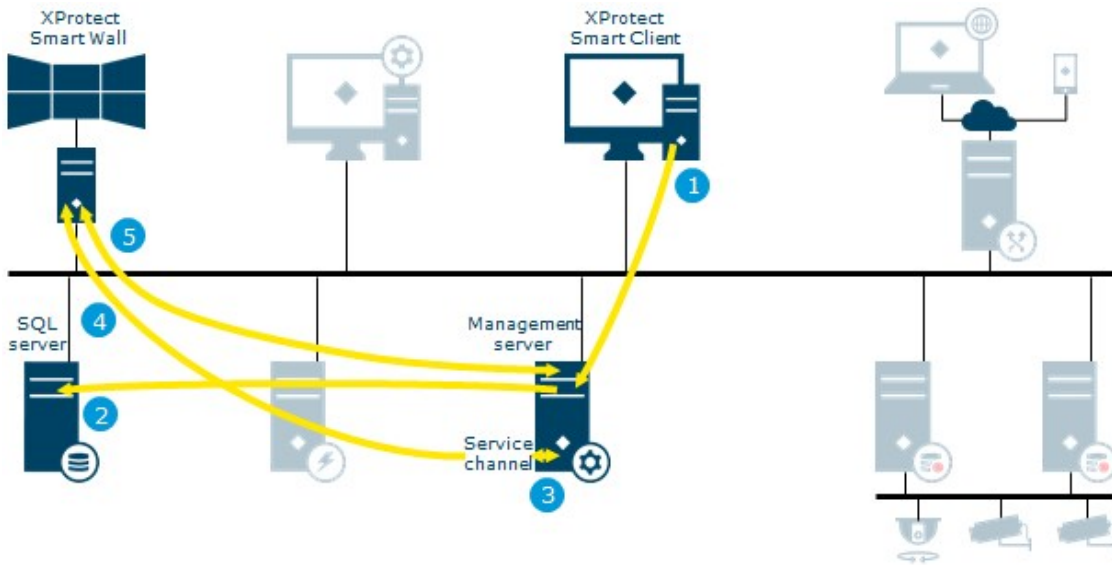 XProtect
Smart Wall
XProtect
Smart Client
1
5
4
SQL
server
Management
server
2
Service
channel
3